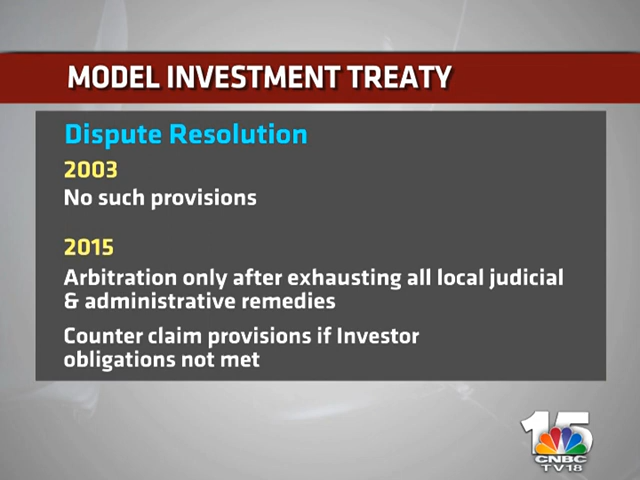 MODEL INVESTMENT TREATY
Dispute Resolution
2003
No such provisions
2015
Arbitration only after exhausting all local judicial
& administrative remedies
Counter claim provisions if Investor
obligations not met
15
CNBC
TV18